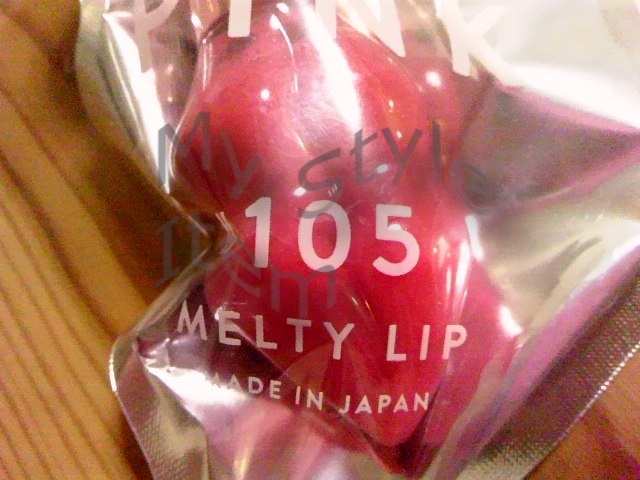 PINK
My Style
105
Item
MELTY LIP
MADE IN JAPAN